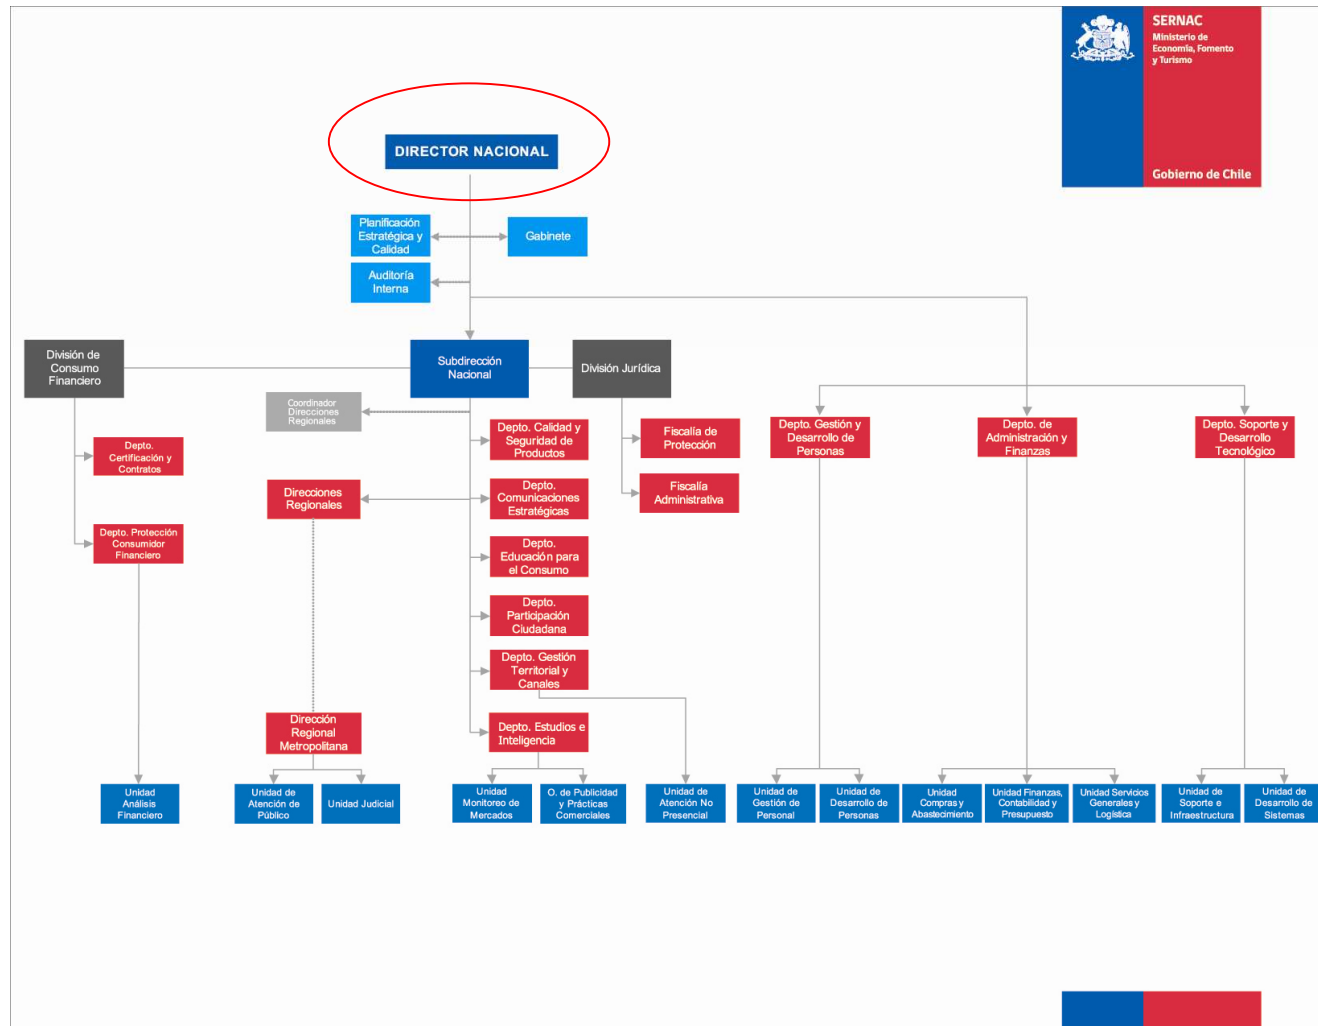 SERNAC
Ministerio de
Economía, Fomento
y Turismo
Gobierno de Chile
DIRECTOR NACIONAL
Planificación
Estratégica y
Calidad
Gabinete
Auditoría
Interna
División de
Consumo
Financiero
Subdirección
Nacional
División Jurídica
Coordinador
Direcciones
Regionales
Depto. Calidad y
Seguridad de
Productos
Fiscalía de
Protección
Depto. Gestión y
Desarrollo de
Personas
Depto. de
Administración y
Finanzas
Depto. Soporte y
Desarrollo
Tecnológico
Depto.
Certificación y
Contratos
Direcciones
Regionales
Depto.
Comunicaciones
Estratégicas
Fiscalía
Administrativa
Depto. Protección
Consumidor
Financiero
Depto.
Educación para
el Consumo
Depto.
Participación
Ciudadana
Depto. Gestión
Territorial y
Canales
Dirección
Regional
Metropolitana
Depto. Estudios e
Inteligencia
Unidad
Análisis
Financiero
Unidad de
Atención de
Público
Unidad Judicial
Unidad
Monitoreo de
Mercados
O. de Publicidad
y Prácticas
Comerciales
Unidad de
Atención No
Presencial
Unidad de
Gestión de
Personal
Unidad de
Desarrollo de
Personas
Unidad
Compras y
Abastecimiento
Unidad Finanzas,
Contabilidad y
Presupuesto
Unidad Servicios
Generales y
Logística
Unidad de
Soporte e
Infraestructura
Unidad de
Desarrollo de
Sistemas